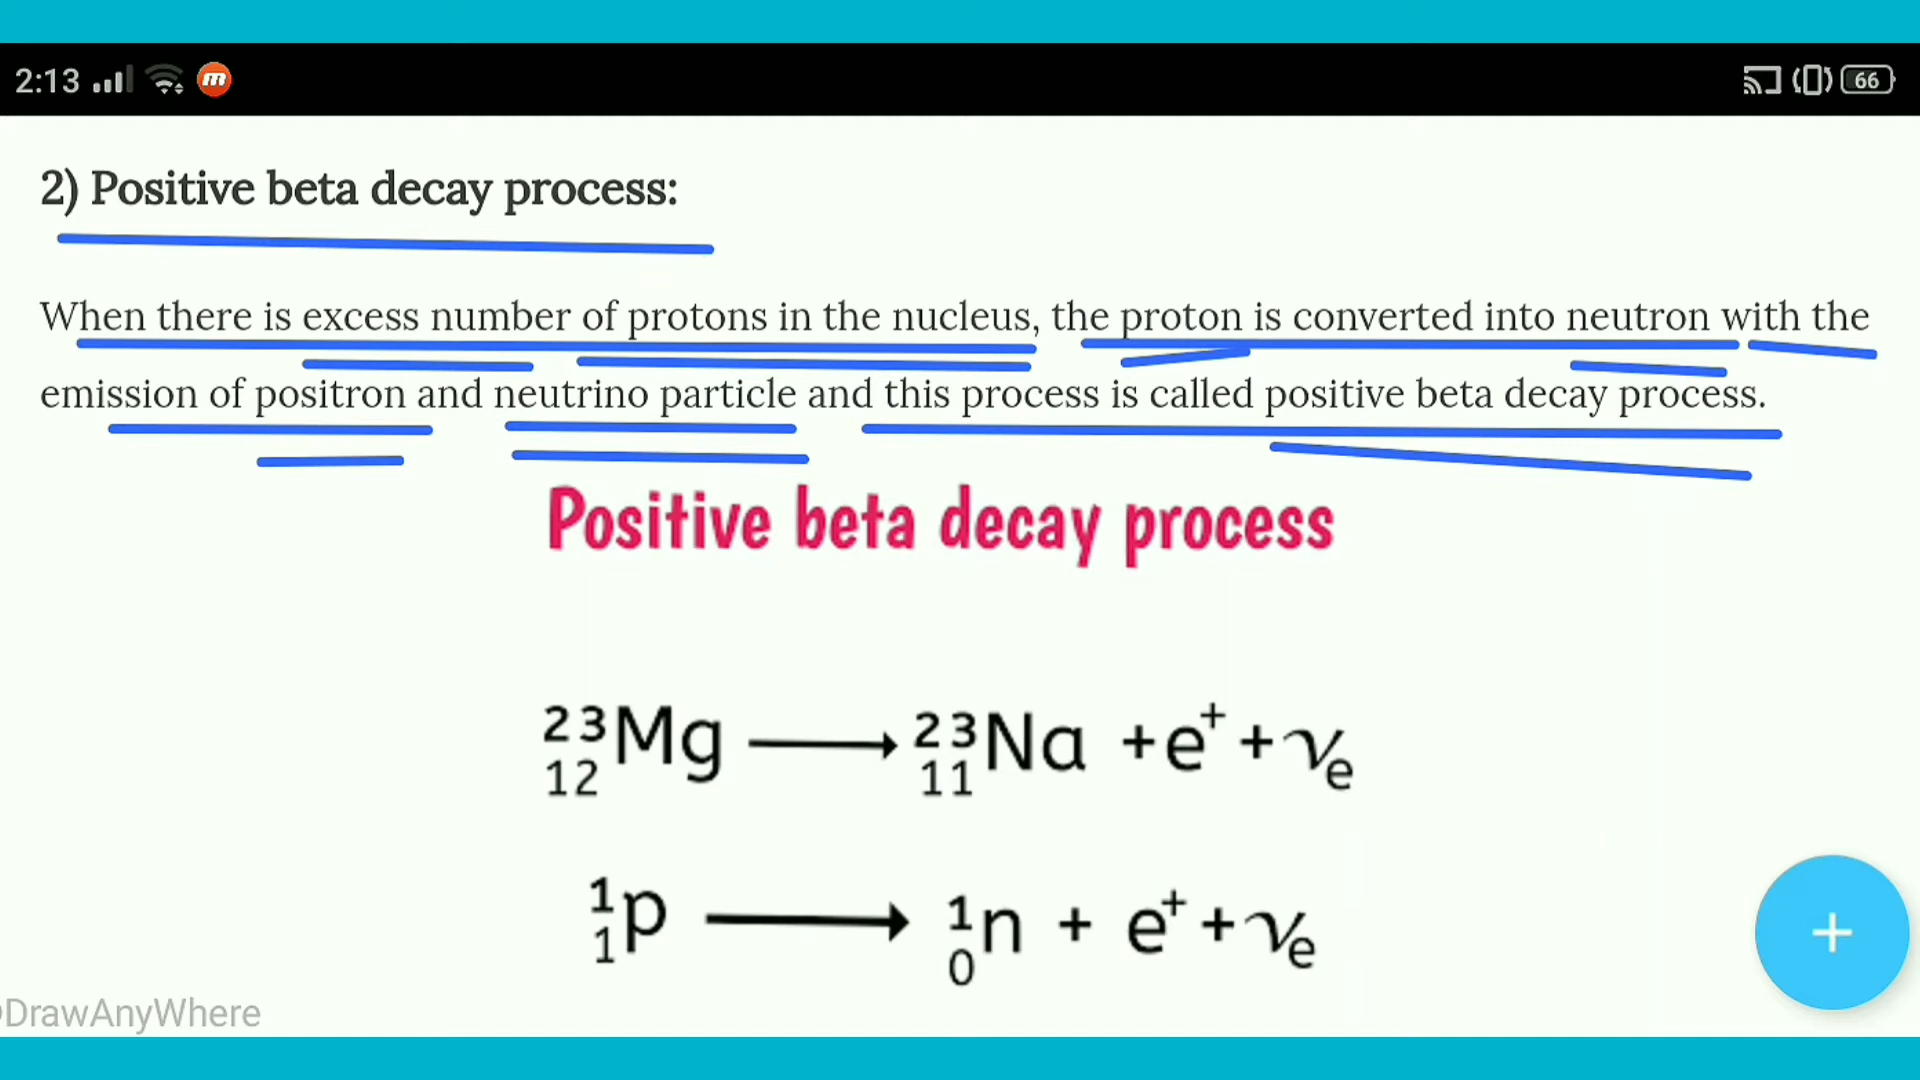 2:13 m 66
2) Positive beta decay process:
When there is excess number of protons in the nucleus, the proton is converted into neutron with the
emission of positron and neutrino particle and this process is called positive beta decay process.
Positive beta decay process
²³₁₂Mg ⟶ ²³₁₁Na + e⁺ + νₑ
¹₁p ⟶ ¹₀n + e⁺ + νₑ
+
DrawAnyWhere